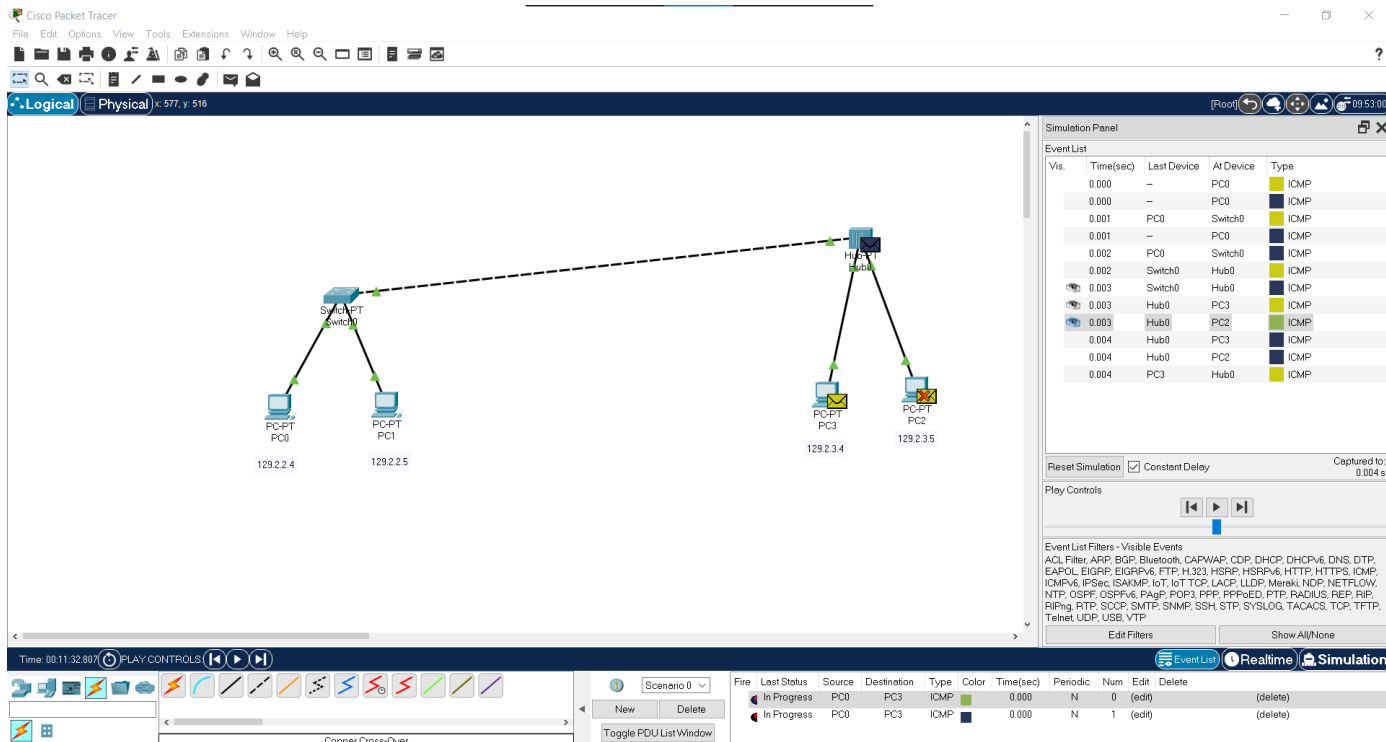 Cisco Packet Tracer
File Edit Options View Tools Extensions Window Help
?
Logical Physical x: 577, y: 516 [Root] 09:53:00
Simulation Panel
Event List
Vis. Time(sec) Last Device At Device Type
0.000 – PC0 ICMP
0.000 – PC0 ICMP
0.001 PC0 Switch0 ICMP
0.001 – PC0 ICMP
0.002 PC0 Switch0 ICMP
0.002 Switch0 Hub0 ICMP
0.003 Switch0 Hub0 ICMP
0.003 Hub0 PC3 ICMP
0.003 Hub0 PC2 ICMP
0.004 Hub0 PC3 ICMP
0.004 Hub0 PC2 ICMP
0.004 PC3 Hub0 ICMP
Hub-PT
Hub0
Switch-PT
Switch0
PC-PT
PC0
129.2.2.4
PC-PT
PC1
129.2.2.5
PC-PT
PC3
129.2.3.4
PC-PT
PC2
129.2.3.5
Reset Simulation Constant Delay Captured to:
0.004 s
Play Controls
Event List Filters - Visible Events
ACL Filter, ARP, BGP, Bluetooth, CAPWAP, CDP, DHCP, DHCPv6, DNS, DTP,
EAPOL, EIGRP, EIGRPv6, FTP, H.323, HSRP, HSRPv6, HTTP, HTTPS, ICMP,
ICMPv6, IPSec, ISAKMP, IoT, IoT TCP, LACP, LLDP, Meraki, NDP, NETFLOW,
NTP, OSPF, OSPFv6, PAgP, POP3, PPP, PPPoED, PTP, RADIUS, REP, RIP,
RIPng, RTP, SCCP, SMTP, SNMP, SSH, STP, SYSLOG, TACACS, TCP, TFTP,
Telnet, UDP, USB, VTP
Edit Filters Show All/None
Time: 00:11:32.807 PLAY CONTROLS: Event List Realtime Simulation
Scenario 0
New Delete
Toggle PDU List Window
Fire Last Status Source Destination Type Color Time(sec) Periodic Num Edit Delete
In Progress PC0 PC3 ICMP 0.000 N 0 (edit) (delete)
In Progress PC0 PC3 ICMP 0.000 N 1 (edit) (delete)
Copper Cross-Over